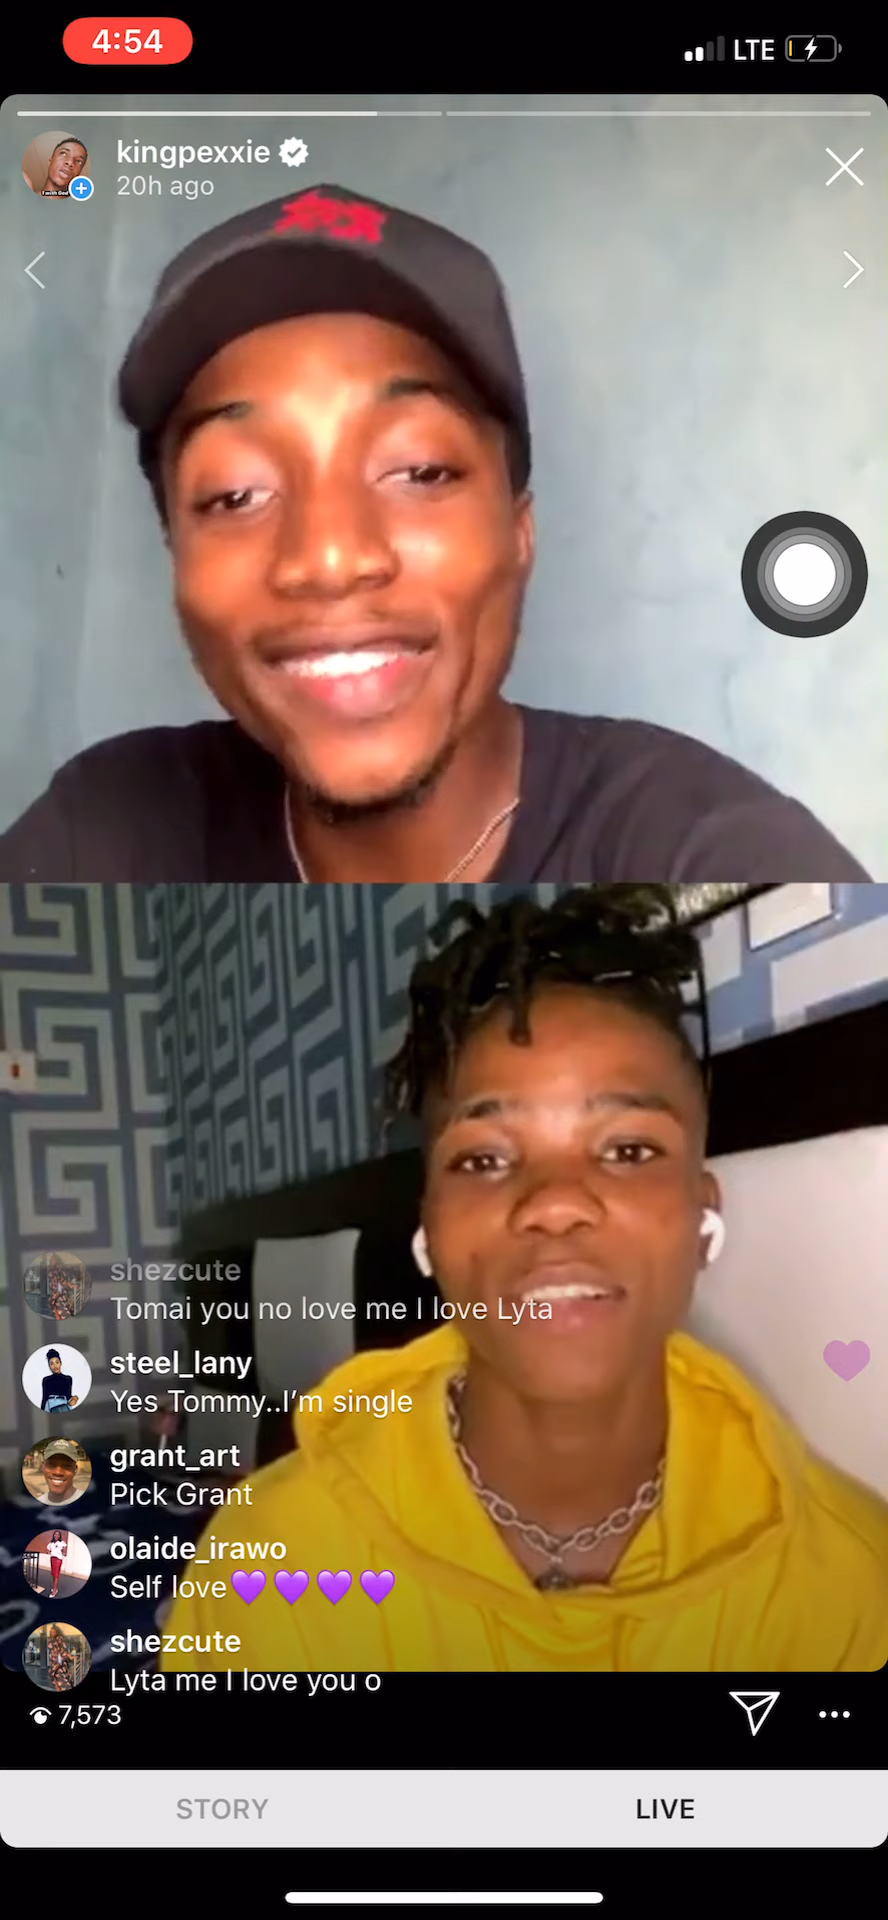 4:54
LTE
kingpexxie
20h ago
shezcute
Tomai you no love me I love Lyta
steel_lany
Yes Tommy..I’m single
grant_art
Pick Grant
olaide_irawo
Self love💜💜💜💜
shezcute
Lyta me I love you o
7,573
STORY
LIVE